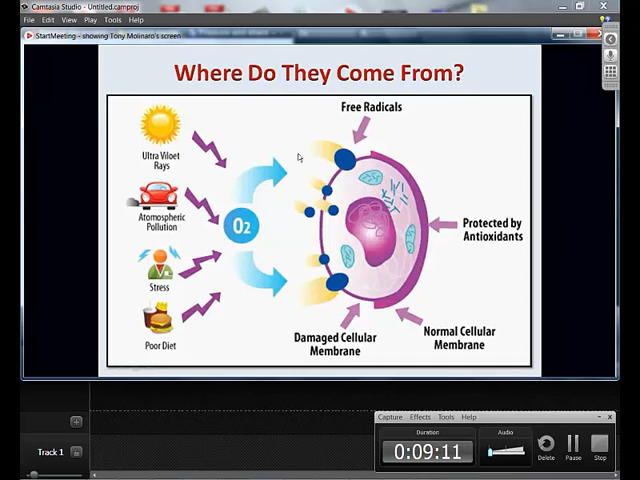 Camtasia Studio - Untitled.camproj
File Edit View Play Tools Help
StartMeeting - showing Tony Molinaro's screen
Where Do They Come From?
Free Radicals
Ultra Viloet
Rays
Atomospheric
Pollution
O2
Protected by
Antioxidants
Stress
Poor Diet
Damaged Cellular
Membrane
Normal Cellular
Membrane
Capture Effects Tools Help
Duration
Audio
0:09:11
Delete Pause Stop
Track 1